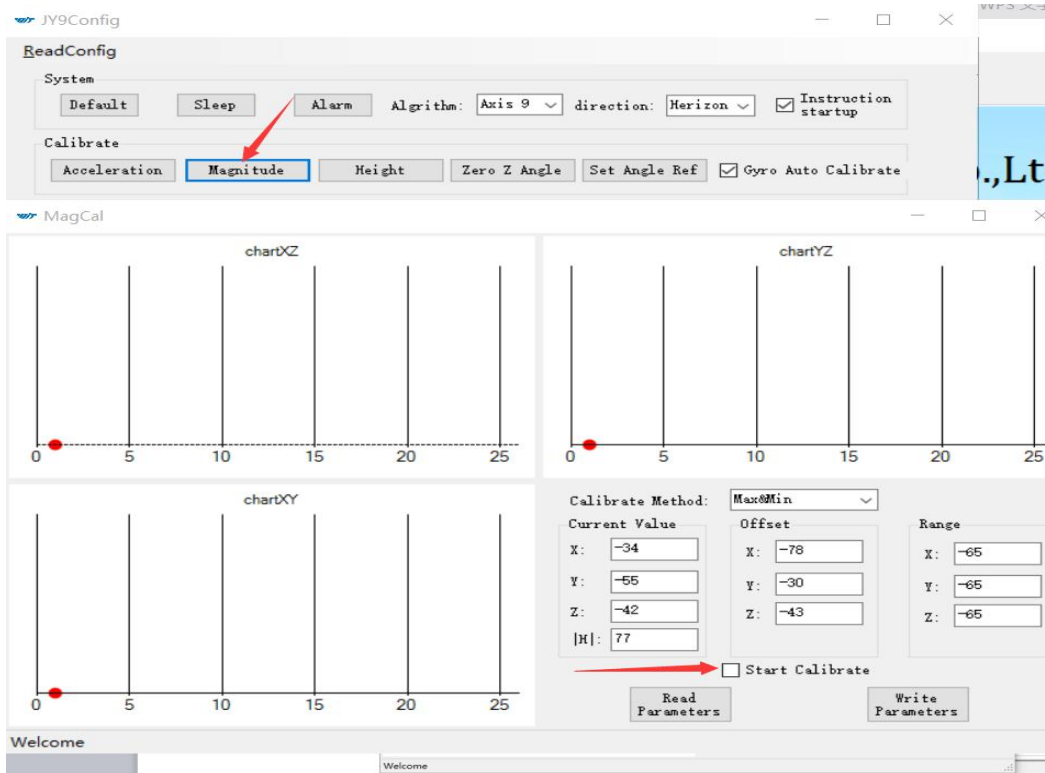 JY9Config
ReadConfig
System
Default Sleep Alarm Algrithm: Axis 9 direction: Herizon Instruction startup
Calibrate
Acceleration Magnitude Height Zero Z Angle Set Angle Ref Gyro Auto Calibrate
.,Lt
MagCal
chartXZ chartYZ
0 5 10 15 20 25 0 5 10 15 20 25
chartXY
0 5 10 15 20 25
Calibrate Method: Max&Min
Current Value Offset Range
X: -34 X: -78 X: -65
Y: -55 Y: -30 Y: -65
Z: -42 Z: -43 Z: -65
|H|: 77
Start Calibrate
Read Parameters Write Parameters
Welcome
Welcome